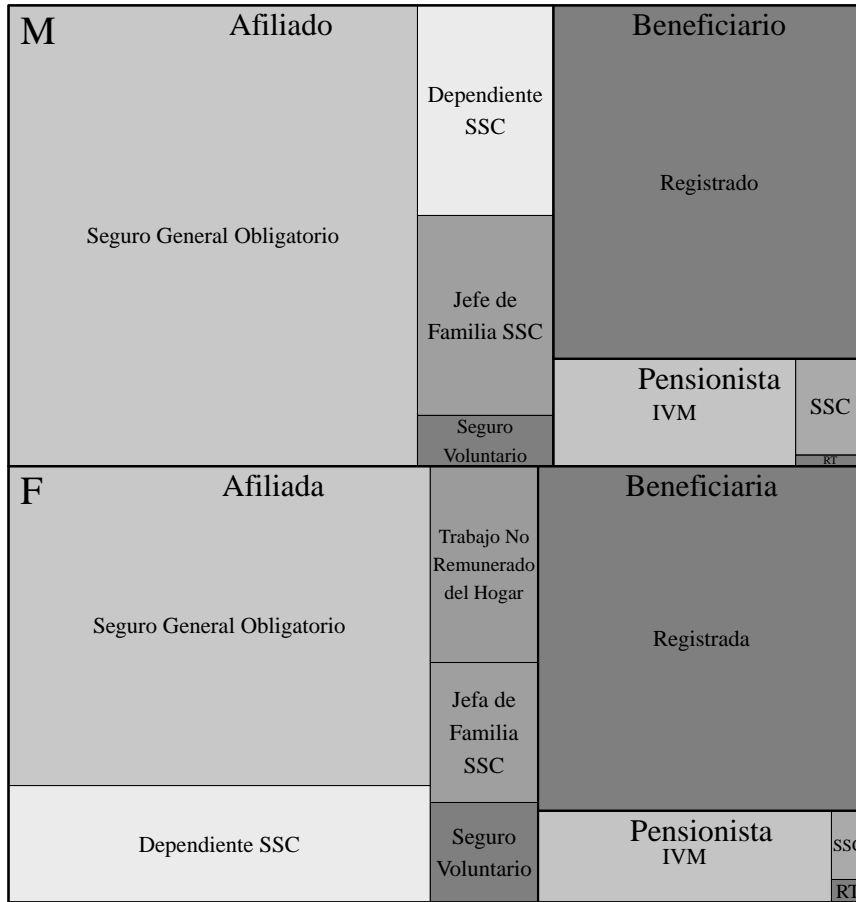 M
Afiliado
Seguro General Obligatorio
Dependiente
SSC
Jefe de
Familia SSC
Seguro
Voluntario
Beneficiario
Registrado
Pensionista
IVM
SSC
RT
F
Afiliada
Seguro General Obligatorio
Dependiente SSC
Trabajo No
Remunerado
del Hogar
Jefa de
Familia
SSC
Seguro
Voluntario
Beneficiaria
Registrada
Pensionista
IVM
SSC
RT